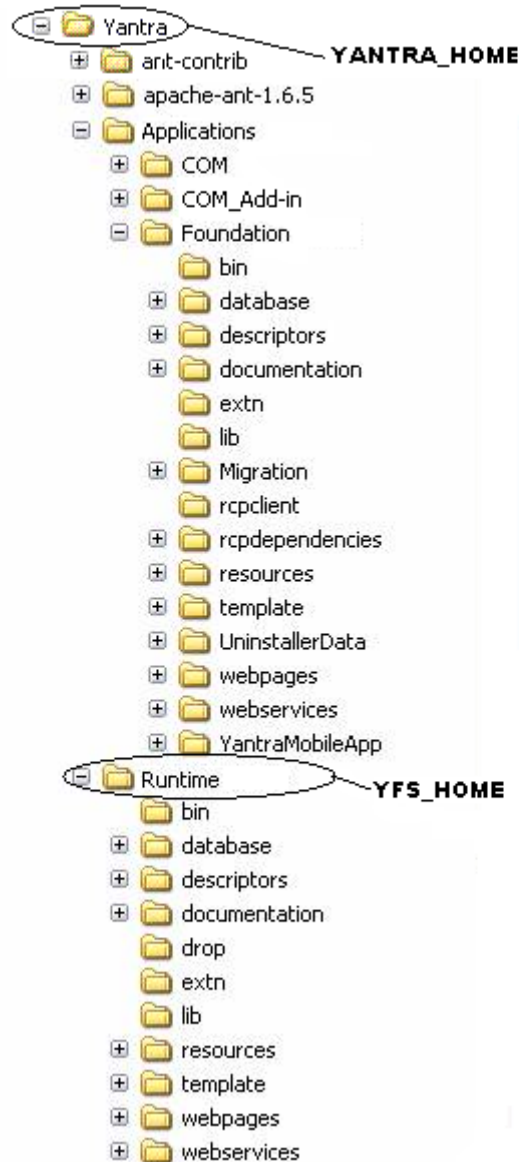 Yantra
YANTRA_HOME
ant-contrib
apache-ant-1.6.5
Applications
COM
COM_Add-in
Foundation
bin
database
descriptors
documentation
extn
lib
Migration
rcpclient
rcpdependencies
resources
template
UninstallerData
webpages
webservices
YantraMobileApp
Runtime
YFS_HOME
bin
database
descriptors
documentation
drop
extn
lib
resources
template
webpages
webservices